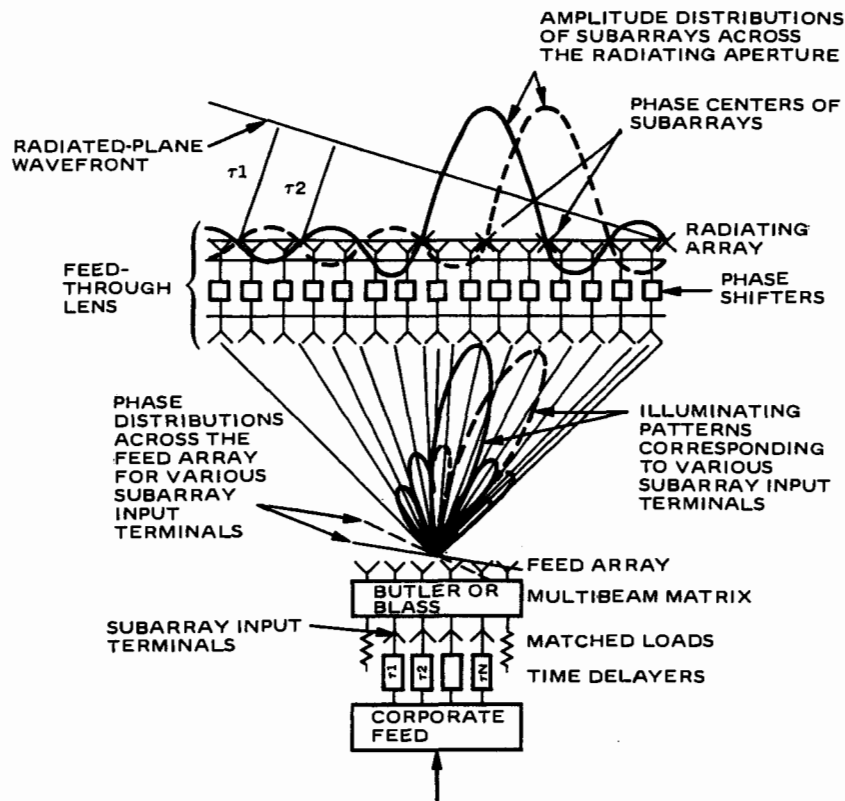 AMPLITUDE DISTRIBUTIONS
OF SUBARRAYS ACROSS
THE RADIATING APERTURE
PHASE CENTERS OF
SUBARRAYS
RADIATED-PLANE
WAVEFRONT
τ1
τ2
RADIATING
ARRAY
FEED-
THROUGH
LENS
PHASE
SHIFTERS
PHASE
DISTRIBUTIONS
ACROSS THE
FEED ARRAY
FOR VARIOUS
SUBARRAY
INPUT
TERMINALS
ILLUMINATING
PATTERNS
CORRESPONDING
TO VARIOUS
SUBARRAY INPUT
TERMINALS
FEED ARRAY
BUTLER OR
BLASS
MULTIBEAM MATRIX
SUBARRAY INPUT
TERMINALS
MATCHED LOADS
τ1
τ2
τN
TIME DELAYERS
CORPORATE
FEED